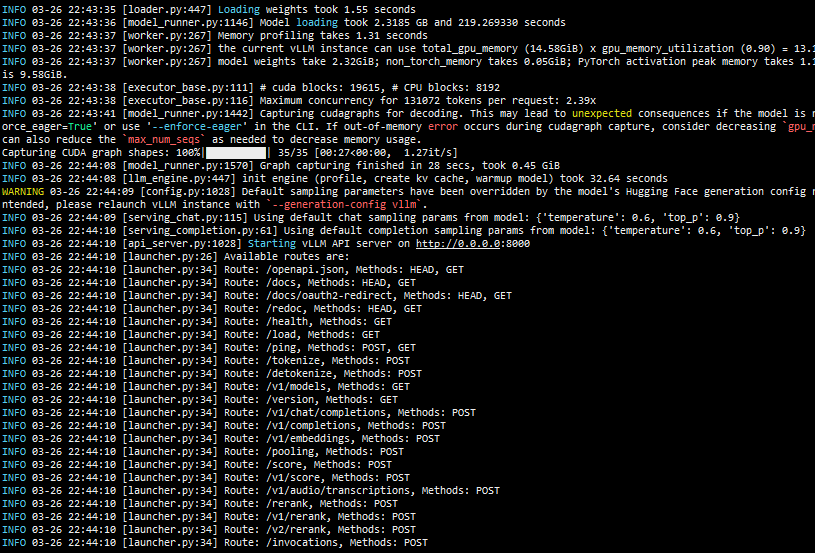 INFO 03-26 22:43:35 [loader.py:447] Loading weights took 1.55 seconds
INFO 03-26 22:43:36 [model_runner.py:1146] Model loading took 2.3185 GB and 219.269330 seconds
INFO 03-26 22:43:37 [worker.py:267] Memory profiling takes 1.31 seconds
INFO 03-26 22:43:37 [worker.py:267] the current vLLM instance can use total_gpu_memory (14.58GiB) x gpu_memory_utilization (0.90) = 13.1
INFO 03-26 22:43:37 [worker.py:267] model weights take 2.32GiB; non_torch_memory takes 0.05GiB; PyTorch activation peak memory takes 1.1
is 9.58GiB.
INFO 03-26 22:43:38 [executor_base.py:111] # cuda blocks: 19615, # CPU blocks: 8192
INFO 03-26 22:43:38 [executor_base.py:116] Maximum concurrency for 131072 tokens per request: 2.39x
INFO 03-26 22:43:41 [model_runner.py:1442] Capturing cudagraphs for decoding. This may lead to unexpected consequences if the model is n
orce_eager=True' or use '--enforce-eager' in the CLI. If out-of-memory error occurs during cudagraph capture, consider decreasing `gpu_m
can also reduce the `max_num_seqs` as needed to decrease memory usage.
Capturing CUDA graph shapes: 100%|██████████| 35/35 [00:27<00:00, 1.27it/s]
INFO 03-26 22:44:08 [model_runner.py:1570] Graph capturing finished in 28 secs, took 0.45 GiB
INFO 03-26 22:44:08 [llm_engine.py:447] init engine (profile, create kv cache, warmup model) took 32.64 seconds
WARNING 03-26 22:44:09 [config.py:1028] Default sampling parameters have been overridden by the model's Hugging Face generation config r
ntended, please relaunch vLLM instance with `--generation-config vllm`.
INFO 03-26 22:44:09 [serving_chat.py:115] Using default chat sampling params from model: {'temperature': 0.6, 'top_p': 0.9}
INFO 03-26 22:44:10 [serving_completion.py:61] Using default completion sampling params from model: {'temperature': 0.6, 'top_p': 0.9}
INFO 03-26 22:44:10 [api_server.py:1028] Starting vLLM API server on http://0.0.0.0:8000
INFO 03-26 22:44:10 [launcher.py:26] Available routes are:
INFO 03-26 22:44:10 [launcher.py:34] Route: /openapi.json, Methods: HEAD, GET
INFO 03-26 22:44:10 [launcher.py:34] Route: /docs, Methods: HEAD, GET
INFO 03-26 22:44:10 [launcher.py:34] Route: /docs/oauth2-redirect, Methods: HEAD, GET
INFO 03-26 22:44:10 [launcher.py:34] Route: /redoc, Methods: HEAD, GET
INFO 03-26 22:44:10 [launcher.py:34] Route: /health, Methods: GET
INFO 03-26 22:44:10 [launcher.py:34] Route: /load, Methods: GET
INFO 03-26 22:44:10 [launcher.py:34] Route: /ping, Methods: POST, GET
INFO 03-26 22:44:10 [launcher.py:34] Route: /tokenize, Methods: POST
INFO 03-26 22:44:10 [launcher.py:34] Route: /detokenize, Methods: POST
INFO 03-26 22:44:10 [launcher.py:34] Route: /v1/models, Methods: GET
INFO 03-26 22:44:10 [launcher.py:34] Route: /version, Methods: GET
INFO 03-26 22:44:10 [launcher.py:34] Route: /v1/chat/completions, Methods: POST
INFO 03-26 22:44:10 [launcher.py:34] Route: /v1/completions, Methods: POST
INFO 03-26 22:44:10 [launcher.py:34] Route: /v1/embeddings, Methods: POST
INFO 03-26 22:44:10 [launcher.py:34] Route: /pooling, Methods: POST
INFO 03-26 22:44:10 [launcher.py:34] Route: /score, Methods: POST
INFO 03-26 22:44:10 [launcher.py:34] Route: /v1/score, Methods: POST
INFO 03-26 22:44:10 [launcher.py:34] Route: /v1/audio/transcriptions, Methods: POST
INFO 03-26 22:44:10 [launcher.py:34] Route: /rerank, Methods: POST
INFO 03-26 22:44:10 [launcher.py:34] Route: /v1/rerank, Methods: POST
INFO 03-26 22:44:10 [launcher.py:34] Route: /v2/rerank, Methods: POST
INFO 03-26 22:44:10 [launcher.py:34] Route: /invocations, Methods: POST